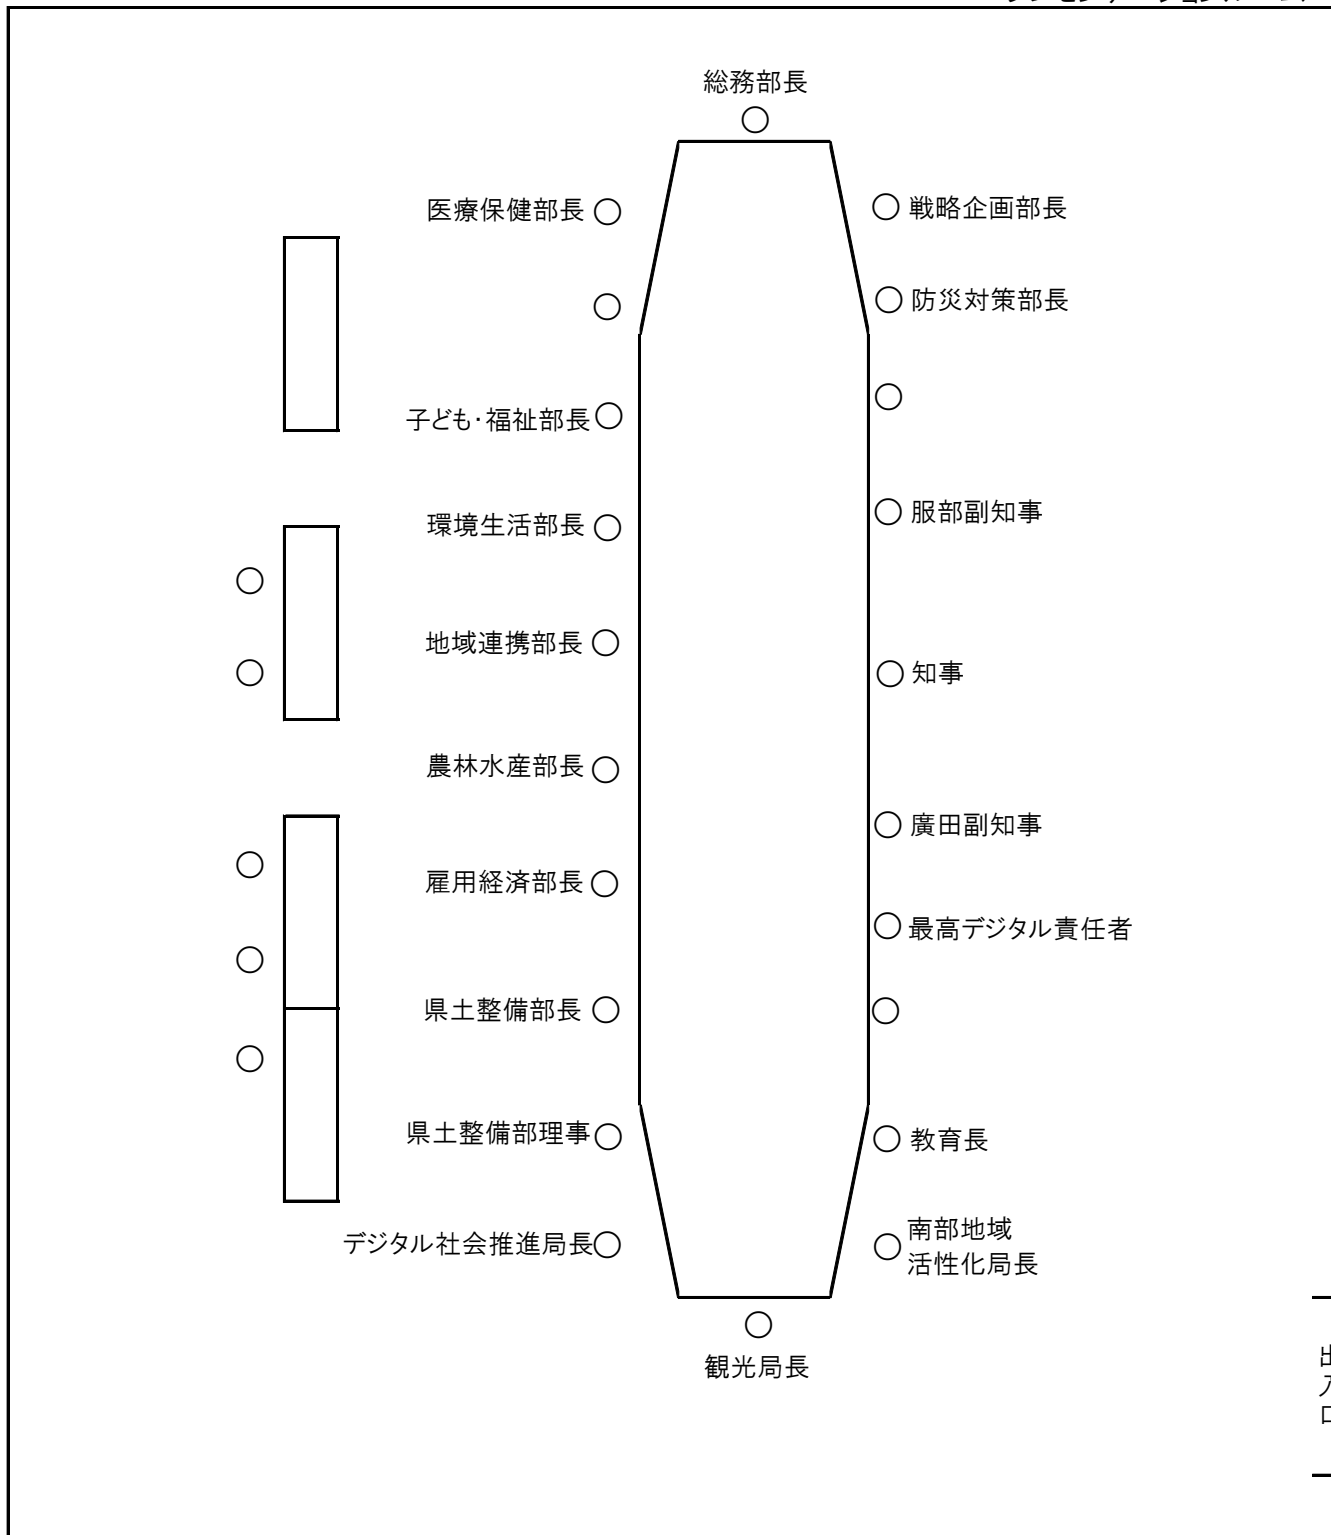 総務部長
医療保健部長
戦略企画部長
防災対策部長
子ども・福祉部長
服部副知事
環境生活部長
地域連携部長
知事
農林水産部長
廣田副知事
雇用経済部長
最高デジタル責任者
県土整備部長
県土整備部理事
教育長
デジタル社会推進局長
南部地域
活性化局長
観光局長